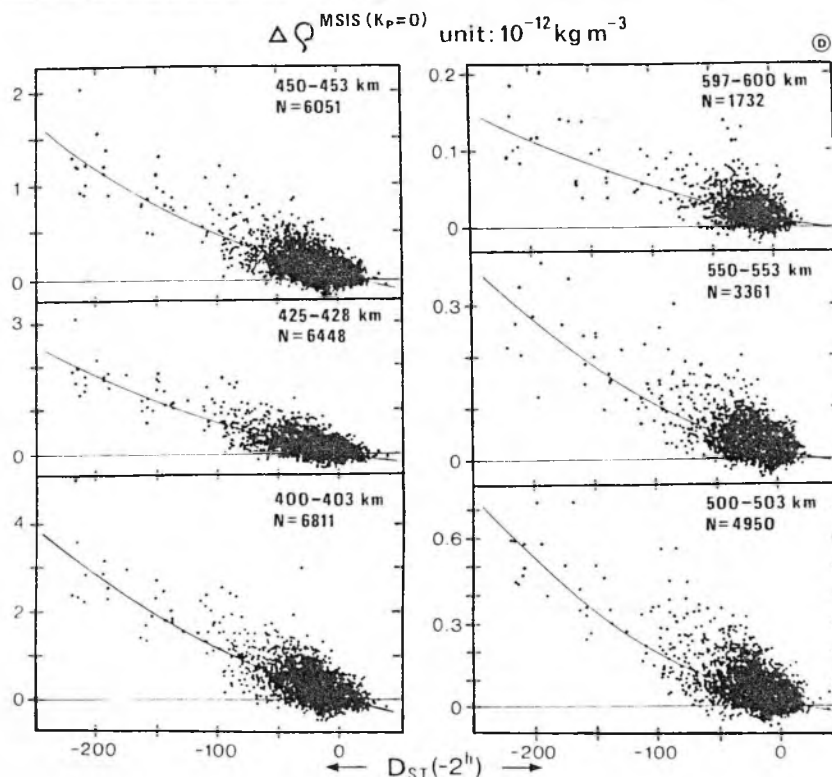 Δϱ MSIS (Kp=0) unit: 10⁻¹² kg m⁻³
D
450–453 km
N=6051
2
1
0
425–428 km
N=6448
3
0
400–403 km
N=6811
4
2
0
-200 -100 0
597–600 km
N=1732
0.2
0.1
0
550–553 km
N=3361
0.3
0
500–503 km
N=4950
0.6
0.3
0
-200 -100 0
← D_ST(-2ʰ) →